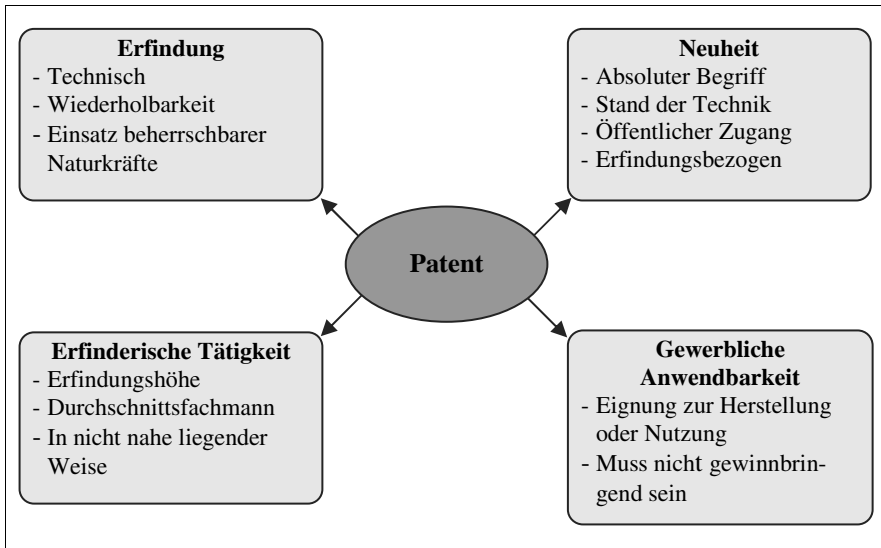 Erfindung
- Technisch
- Wiederholbarkeit
- Einsatz beherrschbarer
Naturkräfte
Neuheit
- Absoluter Begriff
- Stand der Technik
- Öffentlicher Zugang
- Erfindungsbezogen
Patent
Erfinderische Tätigkeit
- Erfindungshöhe
- Durchschnittsfachmann
- In nicht nahe liegender
Weise
Gewerbliche
Anwendbarkeit
- Eignung zur Herstellung
oder Nutzung
- Muss nicht gewinnbrin-
gend sein